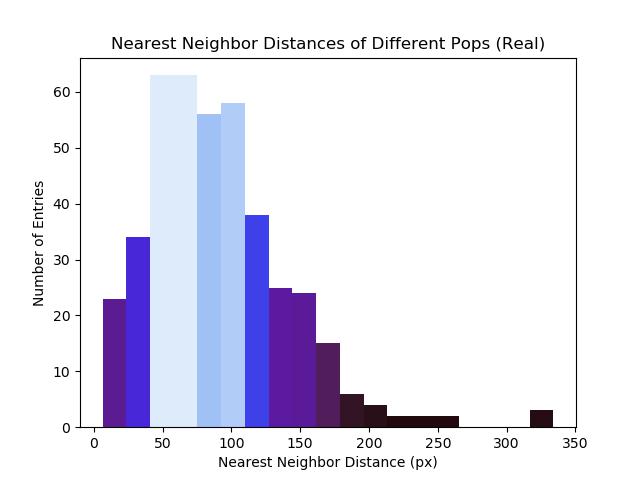 Nearest Neighbor Distances of Different Pops (Real)
60
50
40
30
20
10
0
Number of Entries
0 50 100 150 200 250 300 350
Nearest Neighbor Distance (px)